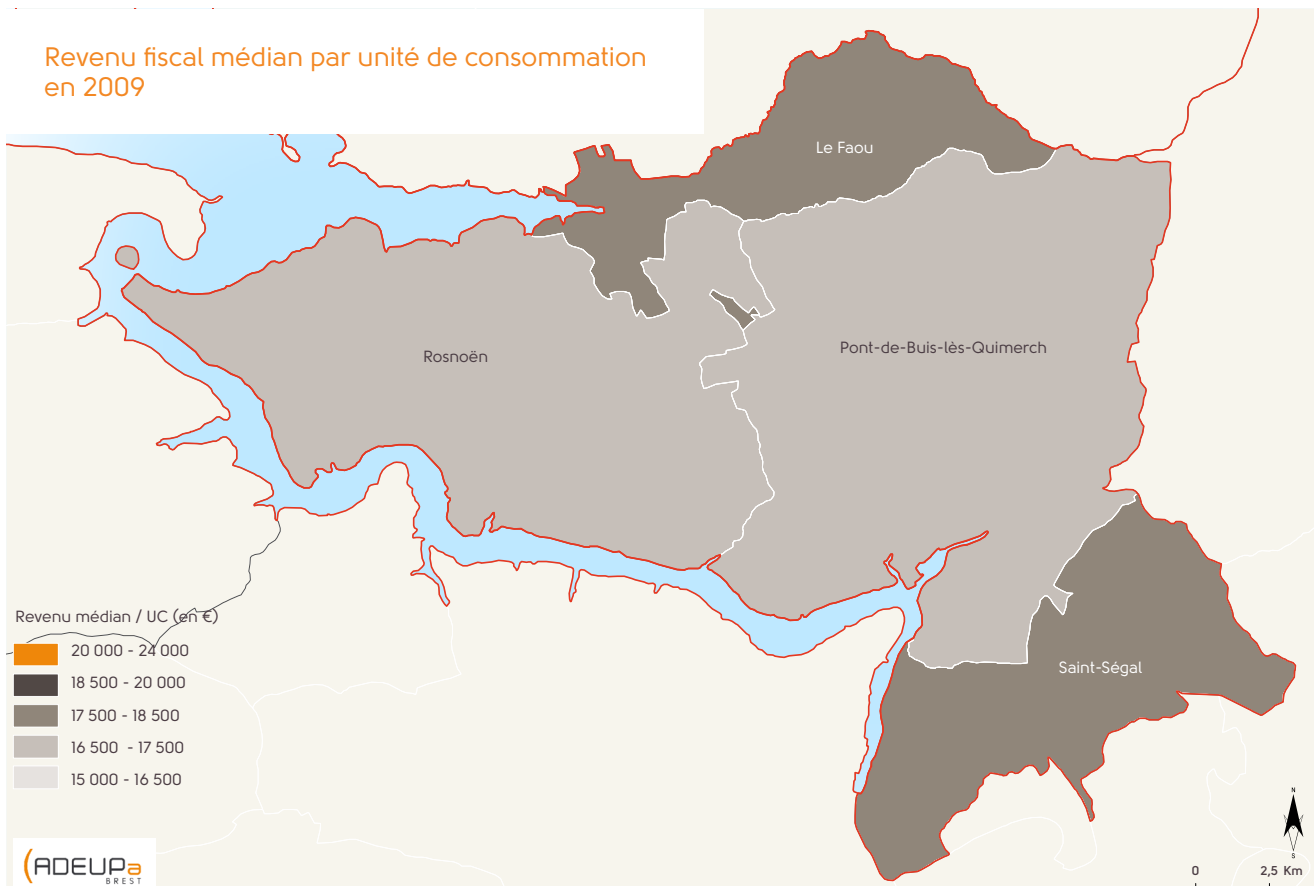 Revenu fiscal médian par unité de consommation
en 2009
Le Faou
Rosnoën
Pont-de-Buis-lès-Quimerch
Saint-Ségal
Revenu médian / UC (en €)
20 000 - 24 000
18 500 - 20 000
17 500 - 18 500
16 500 - 17 500
15 000 - 16 500
ADEUPa
BREST
N
S
0 2,5 Km